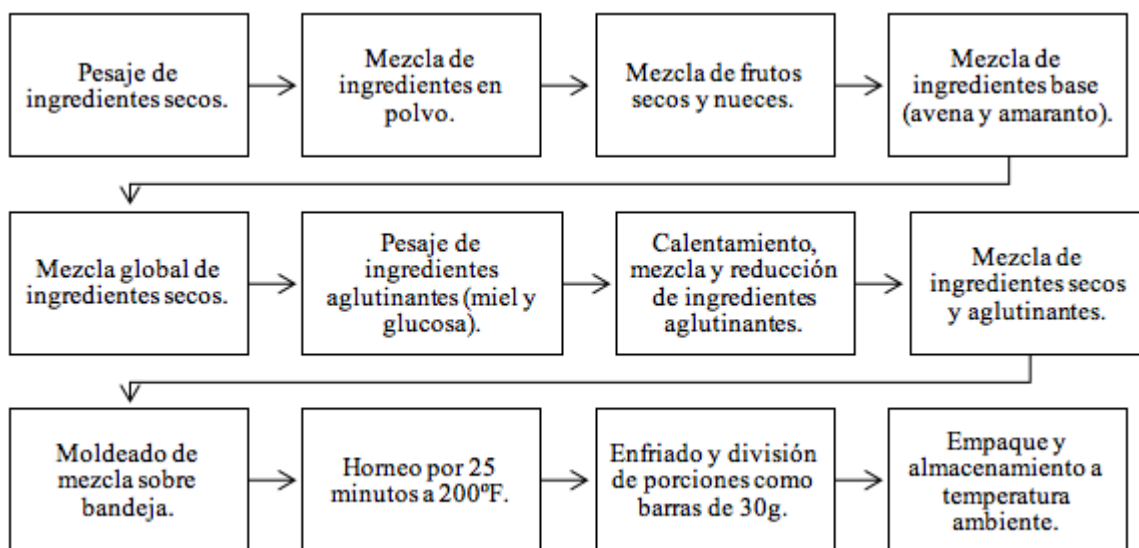 Pesaje de
ingredientes secos.
Mezcla de
ingredientes en
polvo.
Mezcla de frutos
secos y nueces.
Mezcla de
ingredientes base
(avena y amaranto).
Mezcla global de
ingredientes secos.
Pesaje de
ingredientes
aglutinantes (miel y
glucosa).
Calentamiento,
mezcla y reducción
de ingredientes
aglutinantes.
Mezcla de
ingredientes secos
y aglutinantes.
Moldeado de
mezcla sobre
bandeja.
Horneo por 25
minutos a 200ºF.
Enfriado y división
de porciones como
barras de 30g.
Empaque y
almacenamiento a
temperatura
ambiente.